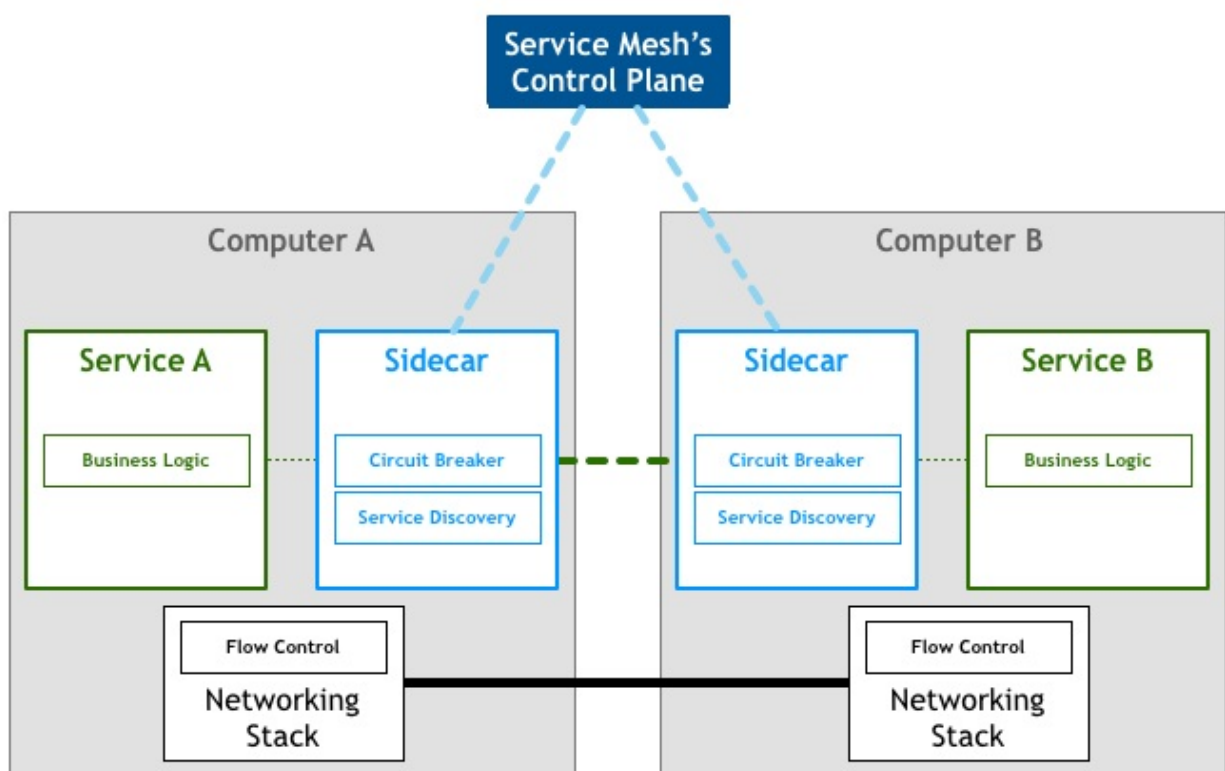 Service Mesh's
Control Plane
Computer A
Computer B
Service A
Sidecar
Sidecar
Service B
Business Logic
Circuit Breaker
Circuit Breaker
Business Logic
Service Discovery
Service Discovery
Flow Control
Flow Control
Networking
Stack
Networking
Stack